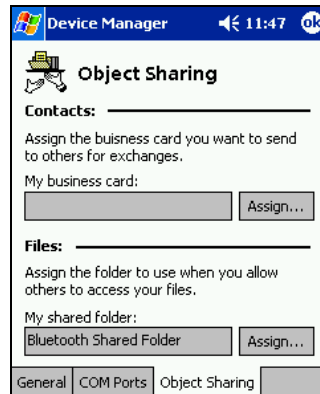 Device Manager 11:47 ok
Object Sharing
Contacts:
Assign the buisness card you want to send
to others for exchanges.
My business card:
Assign...
Files:
Assign the folder to use when you allow
others to access your files.
My shared folder:
Bluetooth Shared Folder Assign...
General COM Ports Object Sharing